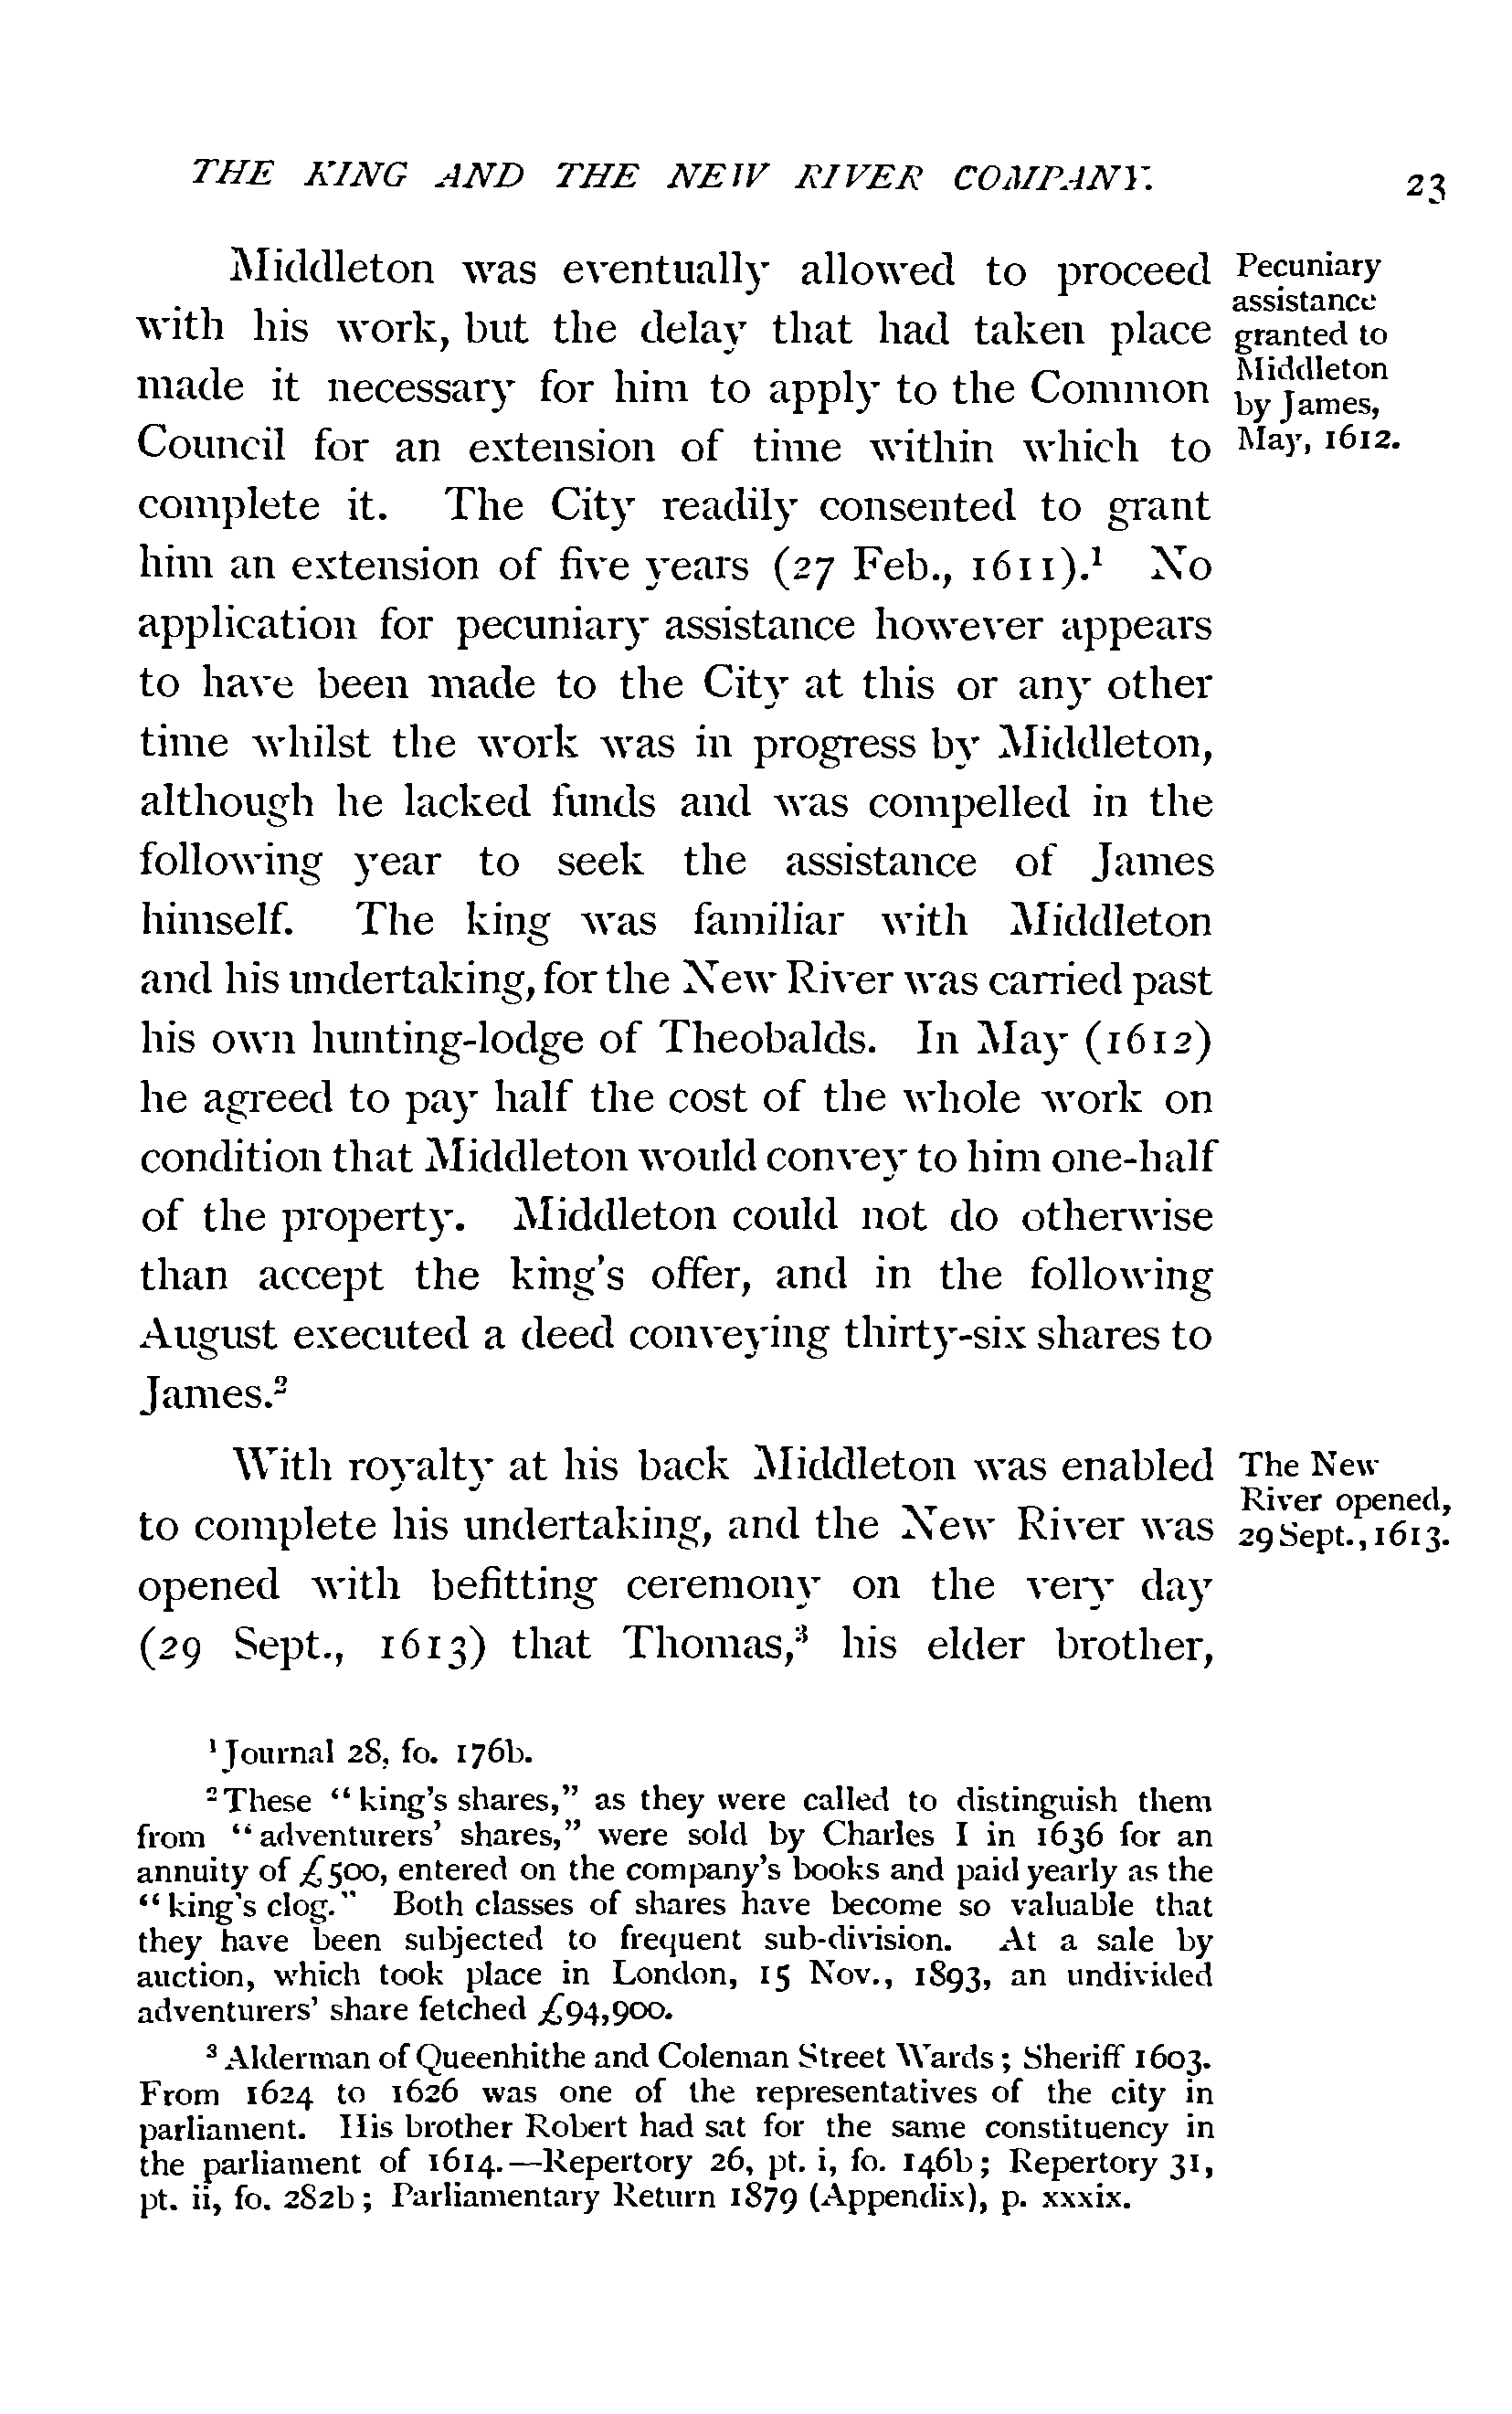 THE KING AND THE NEW RIVER COMPANY.
23
Middleton was eventually allowed to proceed
with his work, but the delay that had taken place
made it necessary for him to apply to the Common
Council for an extension of time within which to
complete it. The City readily consented to grant
him an extension of five years (27 Feb., 1611).¹ No
application for pecuniary assistance however appears
to have been made to the City at this or any other
time whilst the work was in progress by Middleton,
although he lacked funds and was compelled in the
following year to seek the assistance of James
himself. The king was familiar with Middleton
and his undertaking, for the New River was carried past
his own hunting-lodge of Theobalds. In May (1612)
he agreed to pay half the cost of the whole work on
condition that Middleton would convey to him one-half
of the property. Middleton could not do otherwise
than accept the king's offer, and in the following
August executed a deed conveying thirty-six shares to
James.²
Pecuniary
assistance
granted to
Middleton
by James,
May, 1612.
With royalty at his back Middleton was enabled
to complete his undertaking, and the New River was
opened with befitting ceremony on the very day
(29 Sept., 1613) that Thomas,³ his elder brother,
The New
River opened,
29 Sept., 1613.
¹ Journal 28, fo. 176b.
² These "king's shares," as they were called to distinguish them
from "adventurers' shares," were sold by Charles I in 1636 for an
annuity of £500, entered on the company's books and paid yearly as the
"king's clog." Both classes of shares have become so valuable that
they have been subjected to frequent sub-division. At a sale by
auction, which took place in London, 15 Nov., 1893, an undivided
adventurers' share fetched £94,900.
³ Alderman of Queenhithe and Coleman Street Wards; Sheriff 1603.
From 1624 to 1626 was one of the representatives of the city in
parliament. His brother Robert had sat for the same constituency in
the parliament of 1614.—Repertory 26, pt. i, fo. 146b; Repertory 31,
pt. ii, fo. 282b; Parliamentary Return 1879 (Appendix), p. xxxix.